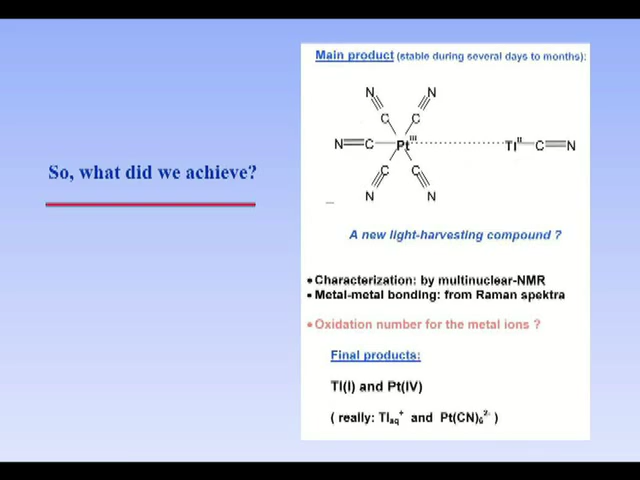 So, what did we achieve?
Main product (stable during several days to months):
N N
C C
N C Pt III Tl II C N
C C
N N
A new light-harvesting compound ?
• Characterization: by multinuclear-NMR
• Metal-metal bonding: from Raman spektra
• Oxidation number for the metal ions ?
Final products:
Tl(I) and Pt(IV)
( really: Tlaq+ and Pt(CN)6 2- )